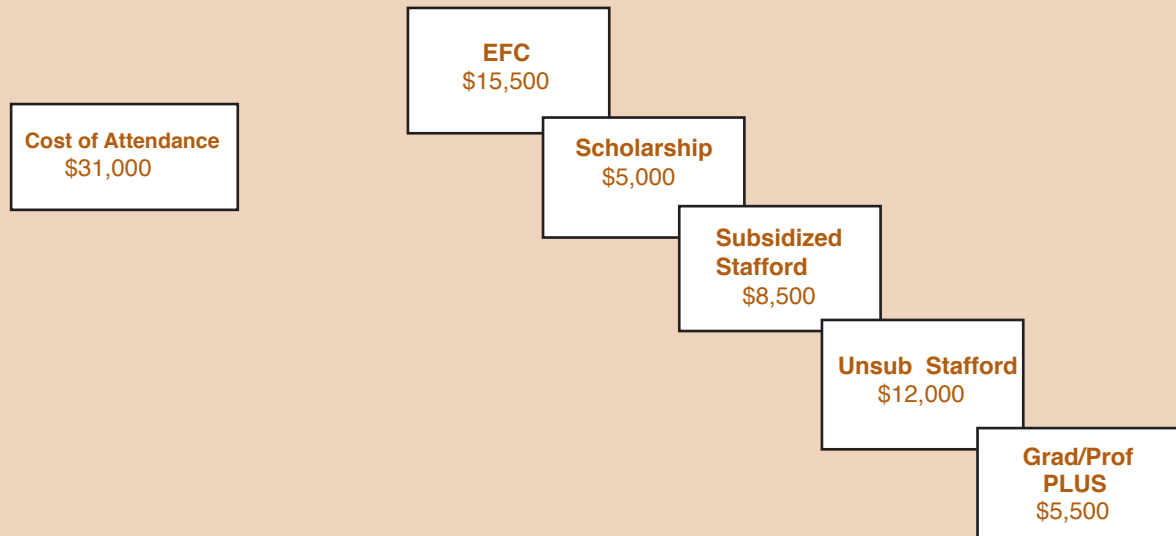 EFC
$15,500
Cost of Attendance
$31,000
Scholarship
$5,000
Subsidized
Stafford
$8,500
Unsub Stafford
$12,000
Grad/Prof
PLUS
$5,500